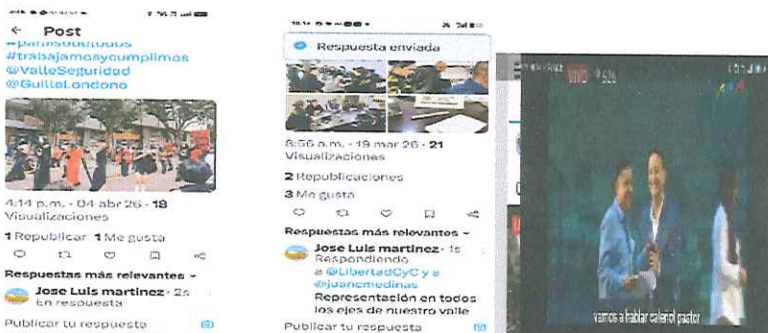 Post
#paraisodetodos
#trabajamosycumplimos
@ValleSeguridad
@GuilleLondono
4:14 p.m. · 04 abr 26 · 18
Visualizaciones
1 Republicar 1 Me gusta
Respuestas más relevantes
Jose Luis martinez · 2s
En respuesta
Publicar tu respuesta
Respuesta enviada
8:56 a.m. · 19 mar 26 · 21
Visualizaciones
2 Republicaciones
3 Me gusta
Respuestas más relevantes
Jose Luis martinez · 1s
Respondiendo
a @LibertadCyC y a
@juancmedinas
Representación en todos
los ejes de nuestro valle
Publicar tu respuesta
VIVO
vamos a hablar caleñol pastor